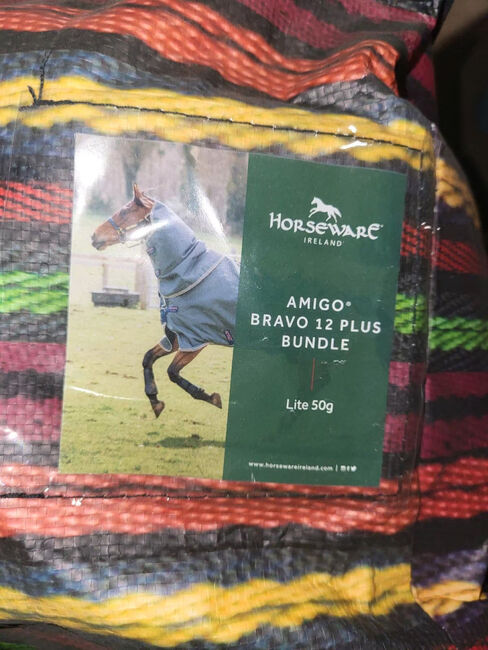 HORSEWARE
IRELAND
AMIGO®
BRAVO 12 PLUS
BUNDLE
Lite 50g
www.horsewareireland.com |